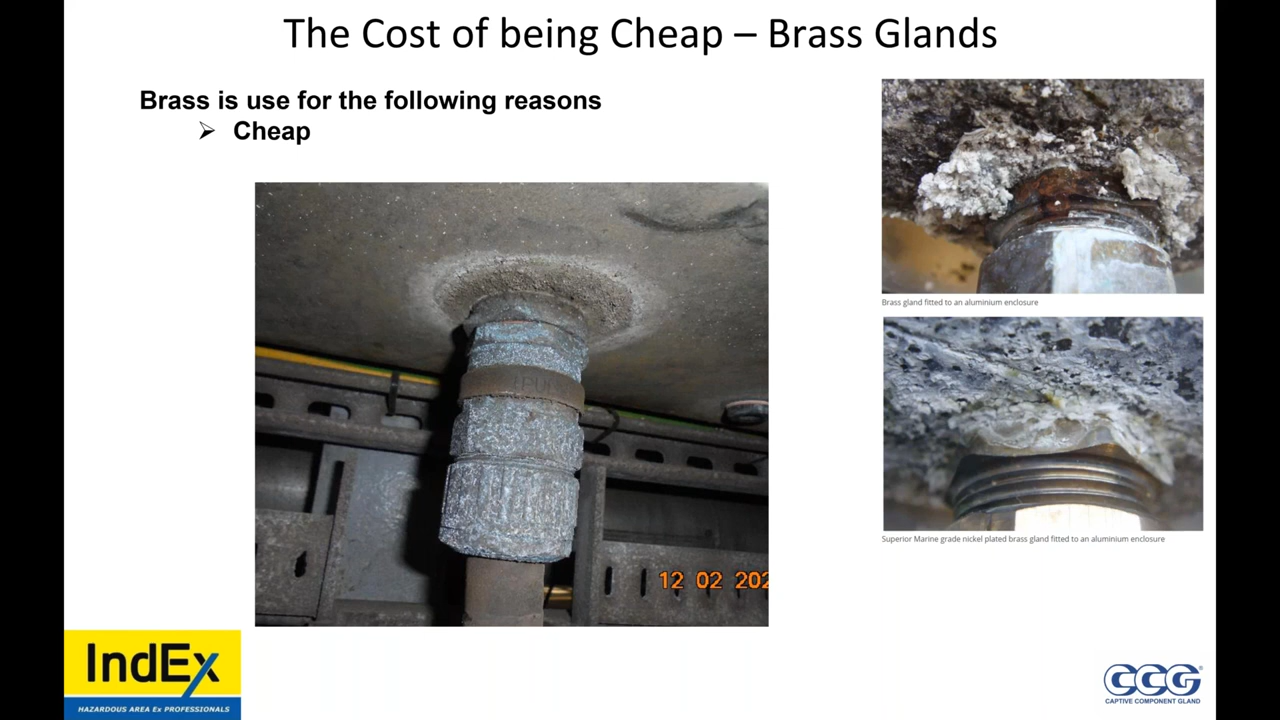 The Cost of being Cheap – Brass Glands
Brass is use for the following reasons
➢ Cheap
Brass gland fitted to an aluminium enclosure
12 02 202
Superior Marine grade nickel plated brass gland fitted to an aluminium enclosure
IndEx
HAZARDOUS AREA Ex PROFESSIONALS
CCG®
CAPTIVE COMPONENT GLAND